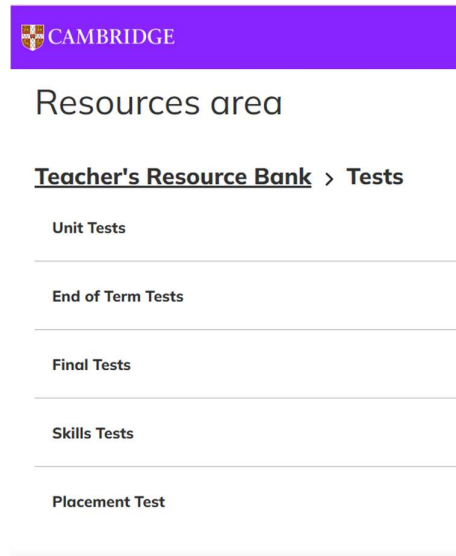 CAMBRIDGE
Resources area
Teacher's Resource Bank > Tests
Unit Tests
End of Term Tests
Final Tests
Skills Tests
Placement Test